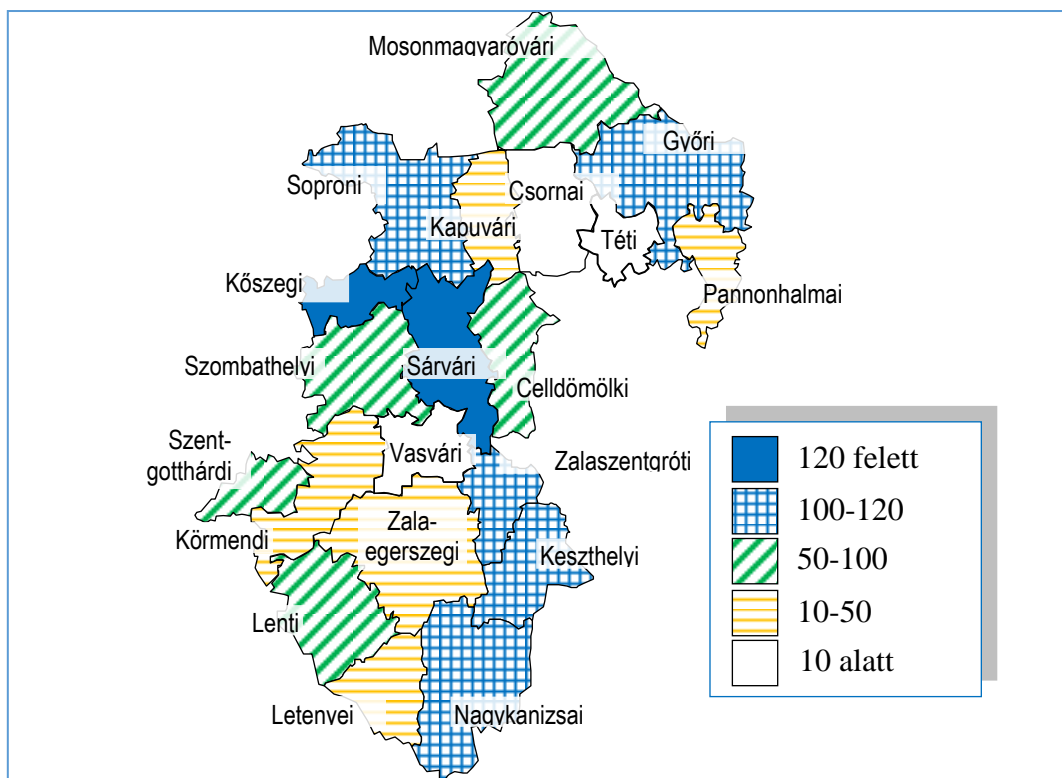 Mosonmagyaróvári
Győri
Soproni
Csornai
Kapuvári
Téti
Kőszegi
Pannonhalmai
Szombathelyi
Sárvári
Celldömölki
Szent-
gotthárdi
Vasvári
Zalaszentgróti
Körmendi
Zala-
egerszegi
Keszthelyi
Lenti
Letenyei
Nagykanizsai
120 felett
100-120
50-100
10-50
10 alatt